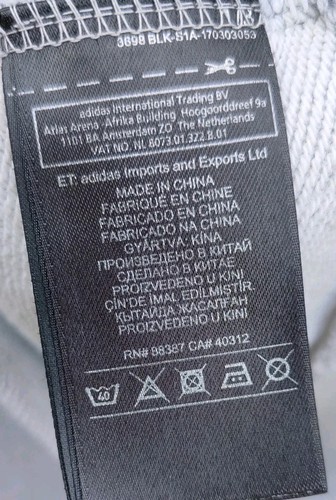 3698 BLK-S1A-170303053
adidas International Trading BV
Atlas Arena / Afrika Building Hoogoorddreef 9a
1101 BA Amsterdam ZO The Netherlands
VAT NO. NL 8073.01.322.B.01
ET: adidas Imports and Exports Ltd
MADE IN CHINA
FABRIQUÉ EN CHINE
FABRICADO EN CHINA
FABRICADO NA CHINA
GYÁRTVA: KÍNA
ПРОИЗВЕДЕНО В КИТАЙ
СДЕЛАНО В КИТАЕ
PROIZVEDENO U KINI
ÇİN'DE İMAL EDİLMİŞTİR.
ҚЫТАЙДА ЖАСАЛҒАН
PROIZVEDENO U KINI
RN# 88387 CA# 40312
40